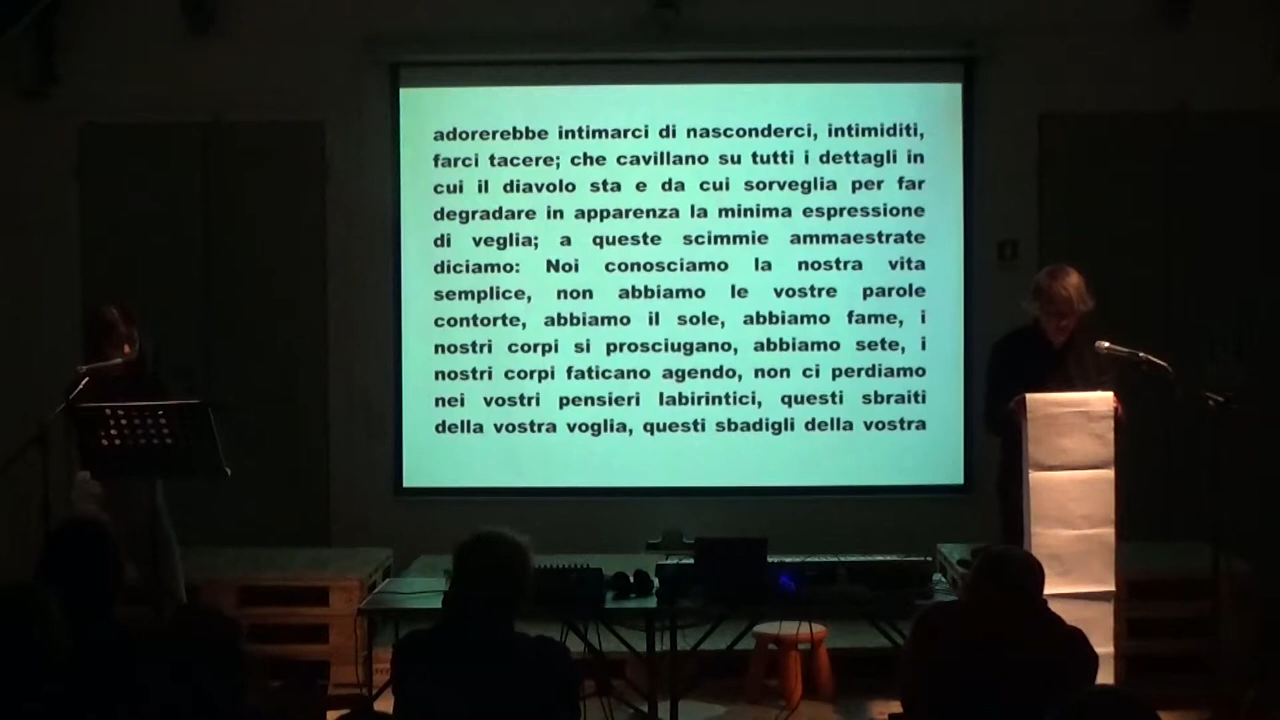 adorerebbe intimarci di nasconderci, intimiditi,
farci tacere; che cavillano su tutti i dettagli in
cui il diavolo sta e da cui sorveglia per far
degradare in apparenza la minima espressione
di veglia; a queste scimmie ammaestrate
diciamo: Noi conosciamo la nostra vita
semplice, non abbiamo le vostre parole
contorte, abbiamo il sole, abbiamo fame, i
nostri corpi si prosciugano, abbiamo sete, i
nostri corpi faticano agendo, non ci perdiamo
nei vostri pensieri labirintici, questi sbraiti
della vostra voglia, questi sbadigli della vostra